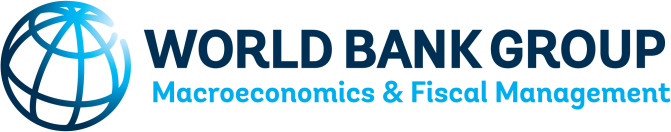 WORLD BANK GROUP
Macroeconomics & Fiscal Management